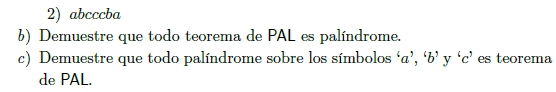 2) abcccba
b) Demuestre que todo teorema de PAL es palíndrome.
c) Demuestre que todo palíndrome sobre los símbolos ‘a’, ‘b’ y ‘c’ es teorema
de PAL.